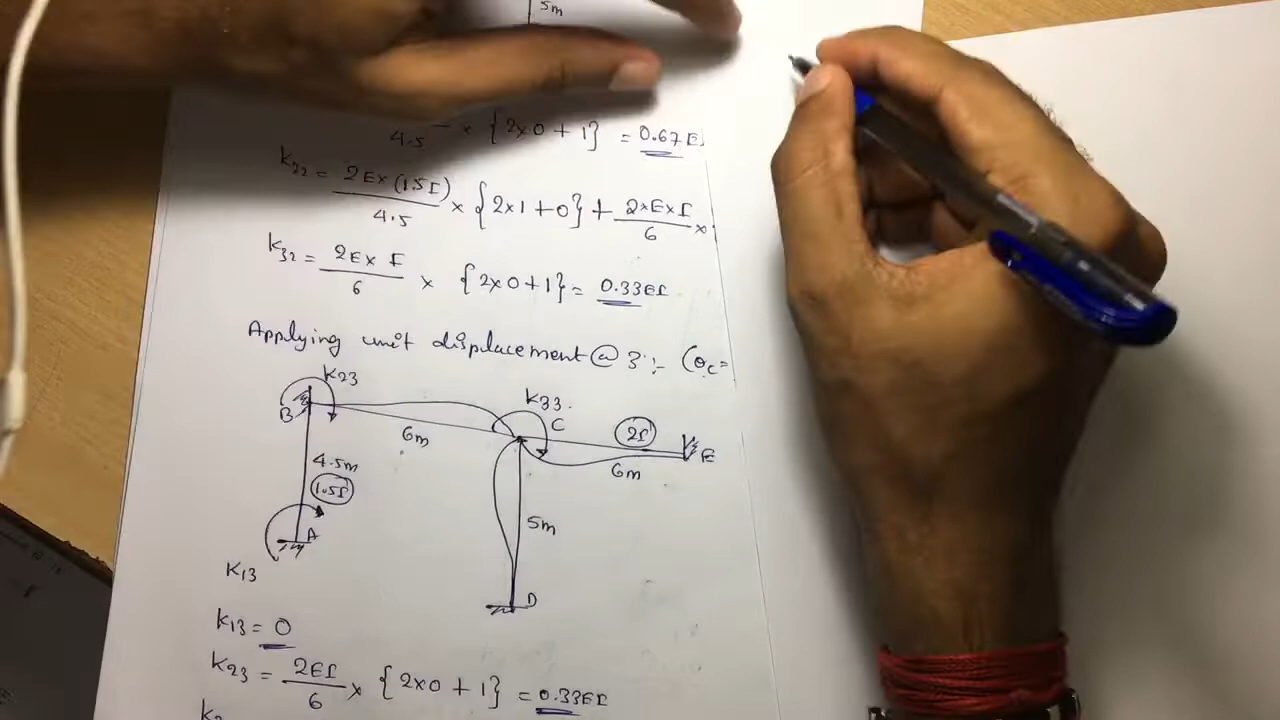 5m
4.5 × {2×0+1} = 0.67E
K22 = 2E×(1.5I)/4.5 × {2×1+0} + 2×E×I/6 ×
K32 = 2E×I/6 × {2×0+1} = 0.33EI
Applying unit displacement @ 3 :- (θc=
K23
K33
B
C
2I
6m
E
6m
4.5m
1.5I
5m
A
K13
D
K13 = 0
K23 = 2EI/6 × {2×0+1} = 0.33EI